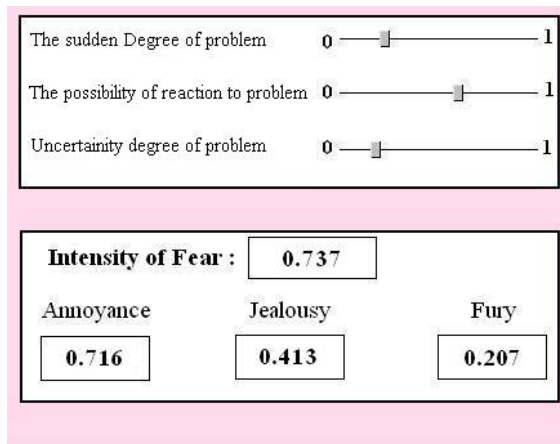 The sudden Degree of problem 0 1
The possibility of reaction to problem 0 1
Uncertainity degree of problem 0 1
Intensity of Fear : 0.737
Annoyance Jealousy Fury
0.716 0.413 0.207